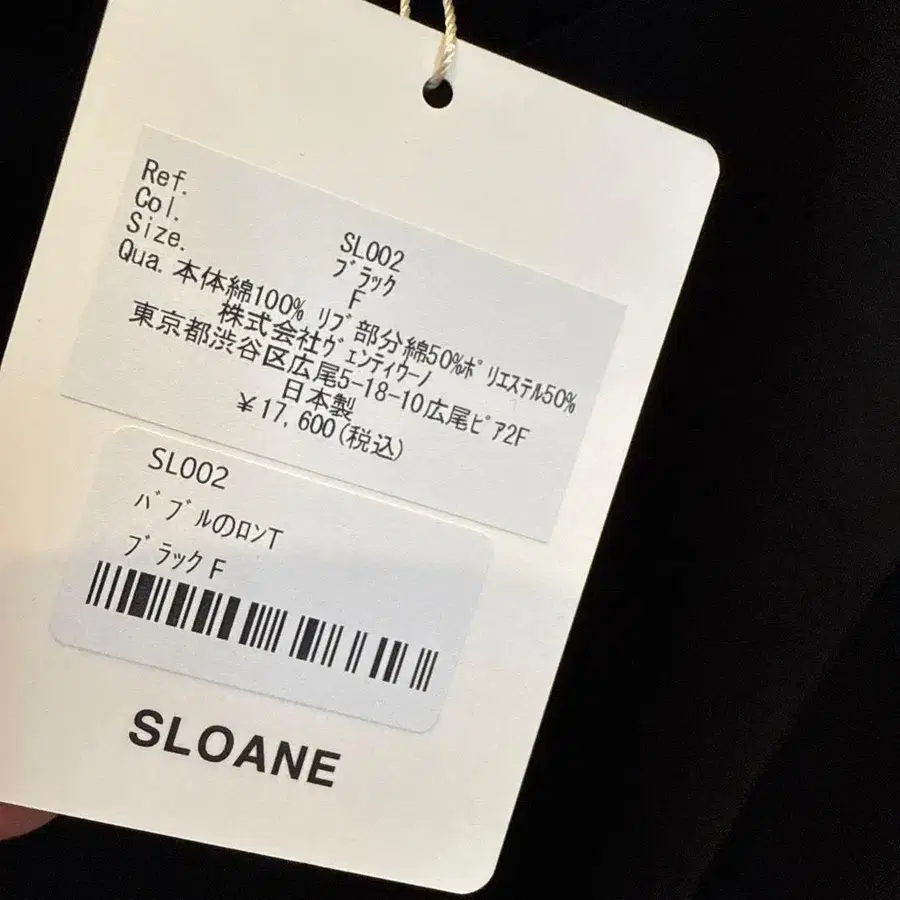 Ref. SL002
Col. ﾌﾞﾗｯｸ
Size. F
Qua. 本体綿100% ﾘﾌﾞ部分綿50%ﾎﾟﾘｴｽﾃﾙ50%
株式会社ｳﾞｪﾝﾃｨｳｰﾉ
東京都渋谷区広尾5-18-10広尾ﾋﾟｱ2F
日本製
¥17,600(税込)
SL002
ﾊﾞﾌﾞﾙのﾛﾝT
ﾌﾞﾗｯｸ F
SLOANE